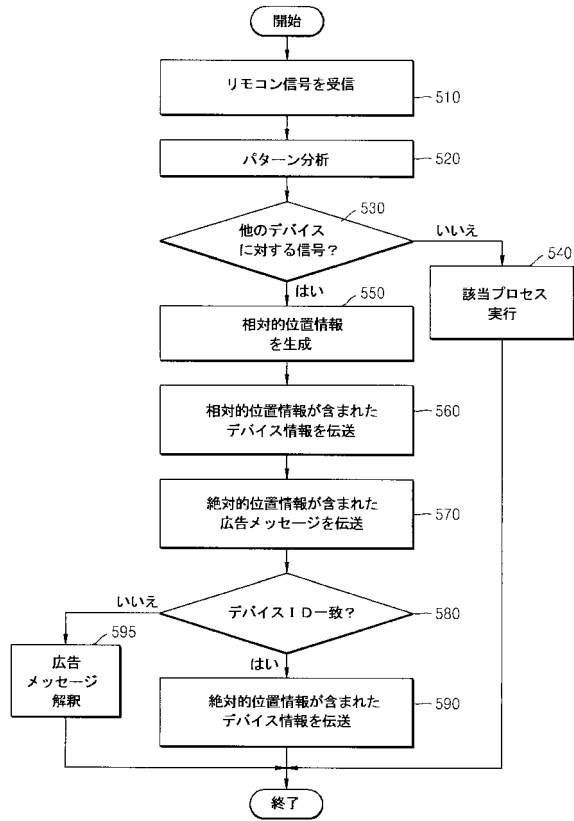 開始
リモコン信号を受信
510
パターン分析
520
530
他のデバイス
に対する信号？
いいえ
540
該当プロセス
実行
はい
550
相対的位置情報
を生成
相対的位置情報が含まれた
デバイス情報を伝送
560
絶対的位置情報が含まれた
広告メッセージを伝送
570
デバイスＩＤ一致？
580
いいえ
595
広告
メッセージ
解釈
はい
絶対的位置情報が含まれた
デバイス情報を伝送
590
終了